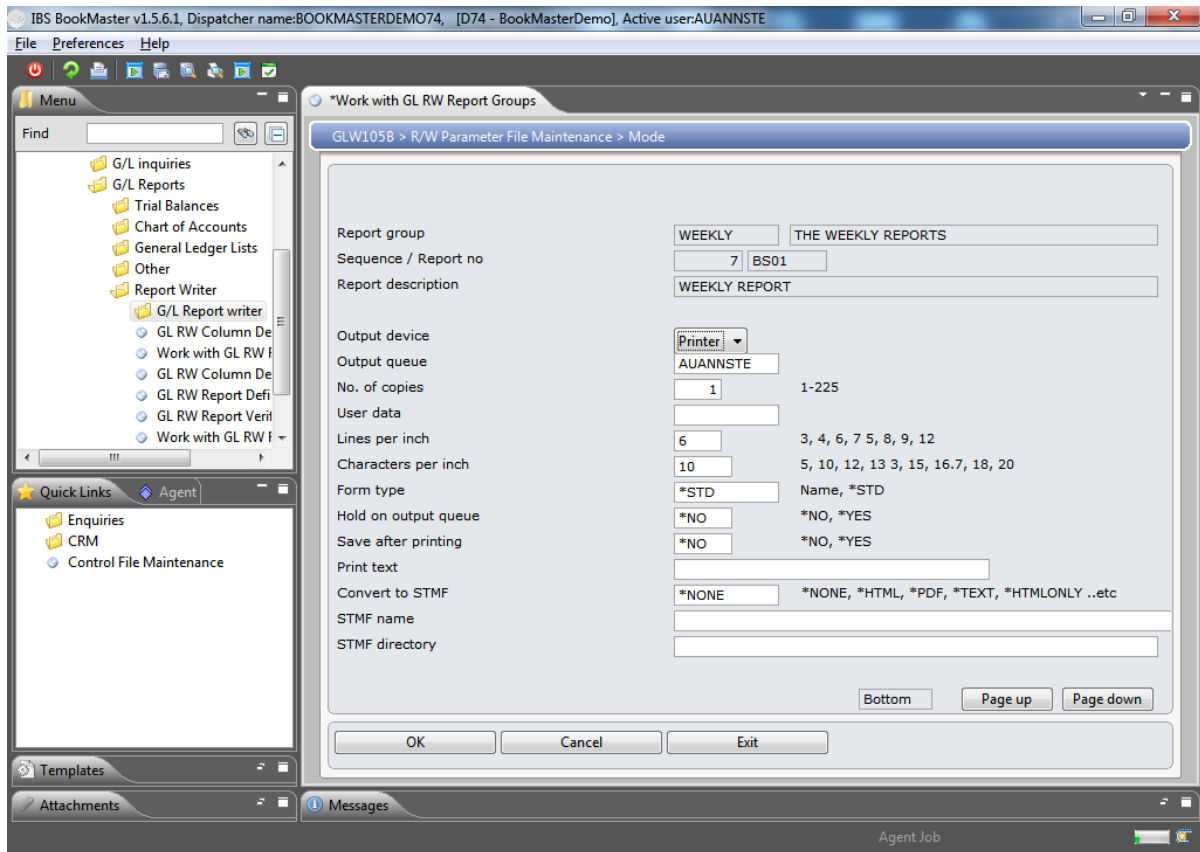 IBS BookMaster v1.5.6.1, Dispatcher name:BOOKMASTERDEMO74, [D74 - BookMasterDemo], Active user:AUANNSTE
File Preferences Help
Menu
Find
G/L inquiries
G/L Reports
Trial Balances
Chart of Accounts
General Ledger Lists
Other
Report Writer
G/L Report writer
GL RW Column De
Work with GL RW F
GL RW Column De
GL RW Report Defi
GL RW Report Verif
Work with GL RW F
Quick Links Agent
Enquiries
CRM
Control File Maintenance
Templates
Attachments
*Work with GL RW Report Groups
GLW105B > R/W Parameter File Maintenance > Mode
Report group WEEKLY THE WEEKLY REPORTS
Sequence / Report no 7 BS01
Report description WEEKLY REPORT
Output device Printer
Output queue AUANNSTE
No. of copies 1 1-225
User data
Lines per inch 6 3, 4, 6, 7 5, 8, 9, 12
Characters per inch 10 5, 10, 12, 13 3, 15, 16.7, 18, 20
Form type *STD Name, *STD
Hold on output queue *NO *NO, *YES
Save after printing *NO *NO, *YES
Print text
Convert to STMF *NONE *NONE, *HTML, *PDF, *TEXT, *HTMLONLY ..etc
STMF name
STMF directory
Bottom Page up Page down
OK Cancel Exit
Messages
Agent Job